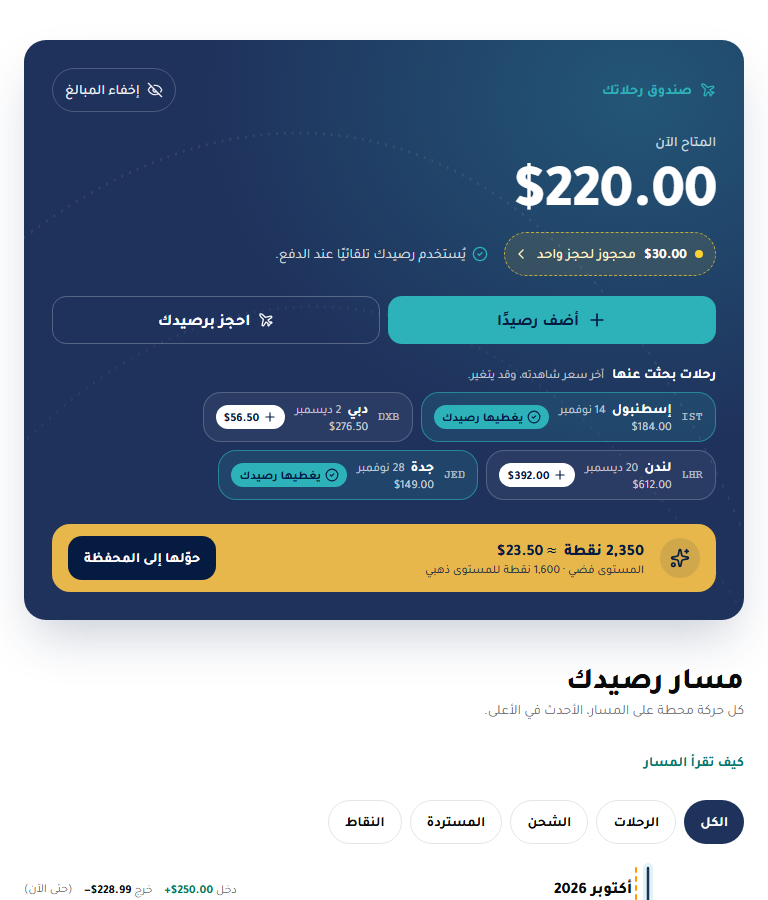 صندوق رحلاتك
إخفاء المبالغ
المتاح الآن
$220.00
$30.00 محجوز لحجز واحد
يُستخدم رصيدك تلقائيًا عند الدفع.
أضف رصيدًا
احجز برصيدك
رحلات بحثت عنها آخر سعر شاهدته، وقد يتغير.
IST إسطنبول 14 نوفمبر
$184.00
يغطيها رصيدك
DXB دبي 2 ديسمبر
$276.50
+ $56.50
LHR لندن 20 ديسمبر
$612.00
+ $392.00
JED جدة 28 نوفمبر
$149.00
يغطيها رصيدك
2,350 نقطة ≈ $23.50
المستوى فضي · 1,600 نقطة للمستوى ذهبي
حوّلها إلى المحفظة
مسار رصيدك
كل حركة محطة على المسار، الأحدث في الأعلى.
كيف تقرأ المسار
الكل
الرحلات
الشحن
المستردة
النقاط
أكتوبر 2026
دخل +$250.00 خرج −$228.99 (حتى الآن)